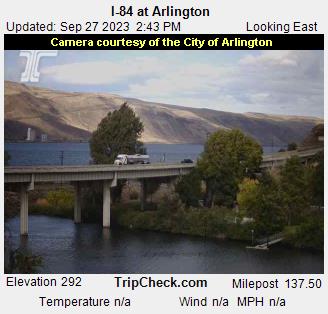 I-84 at Arlington
Updated: Sep 27 2023 2:43 PM Looking East
Camera courtesy of the City of Arlington
Elevation 292 TripCheck.com Milepost 137.50
Temperature n/a Wind n/a MPH n/a